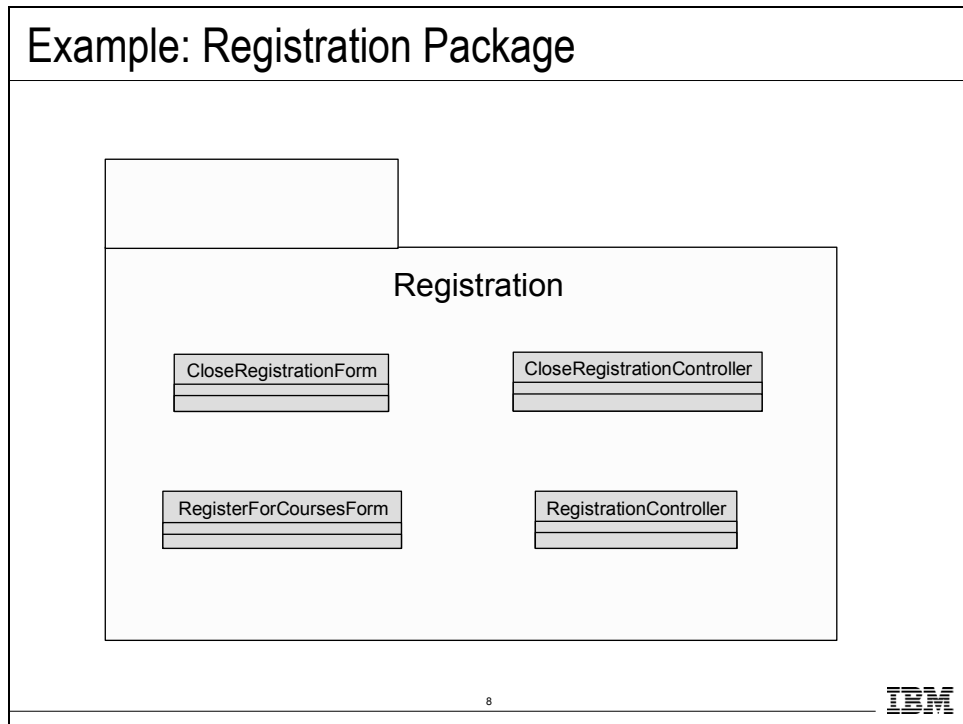 Example: Registration Package
Registration
CloseRegistrationForm
CloseRegistrationController
RegisterForCoursesForm
RegistrationController
8
IBM